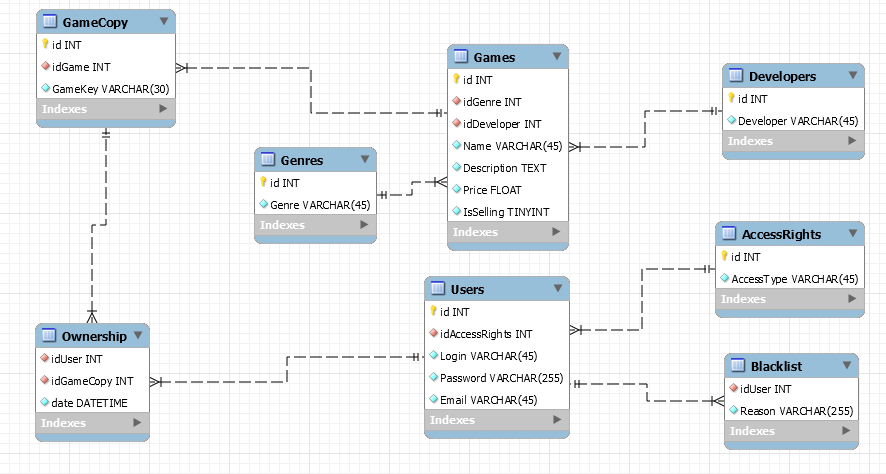 GameCopy
id INT
idGame INT
GameKey VARCHAR(30)
Indexes
Games
id INT
idGenre INT
idDeveloper INT
Name VARCHAR(45)
Description TEXT
Price FLOAT
IsSelling TINYINT
Indexes
Developers
id INT
Developer VARCHAR(45)
Indexes
Genres
id INT
Genre VARCHAR(45)
Indexes
AccessRights
id INT
AccessType VARCHAR(45)
Indexes
Users
id INT
idAccessRights INT
Login VARCHAR(45)
Password VARCHAR(255)
Email VARCHAR(45)
Indexes
Ownership
idUser INT
idGameCopy INT
date DATETIME
Indexes
Blacklist
idUser INT
Reason VARCHAR(255)
Indexes